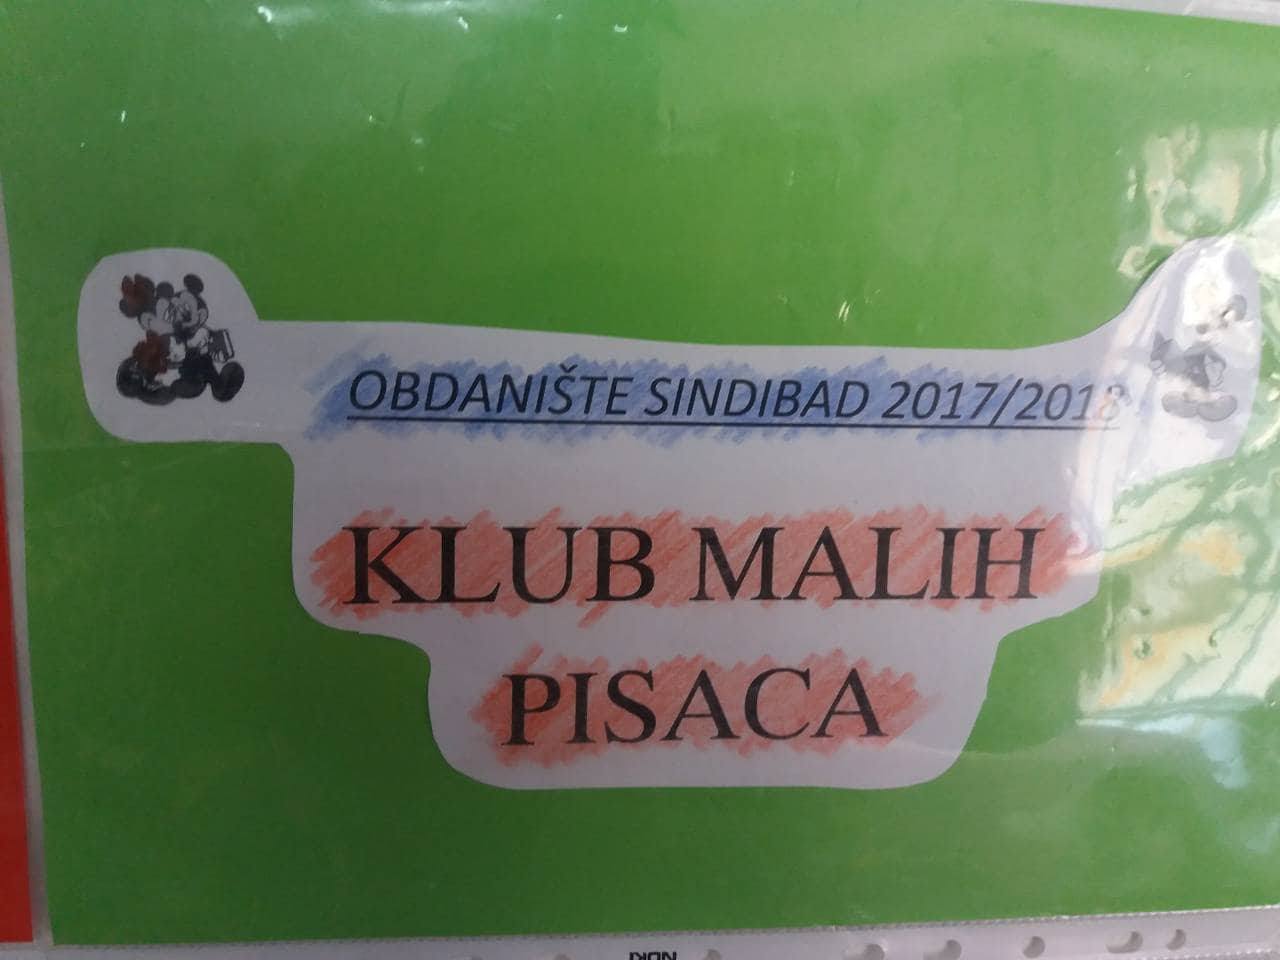 OBDANIŠTE SINDIBAD 2017/2018
KLUB MALIH
PISACA